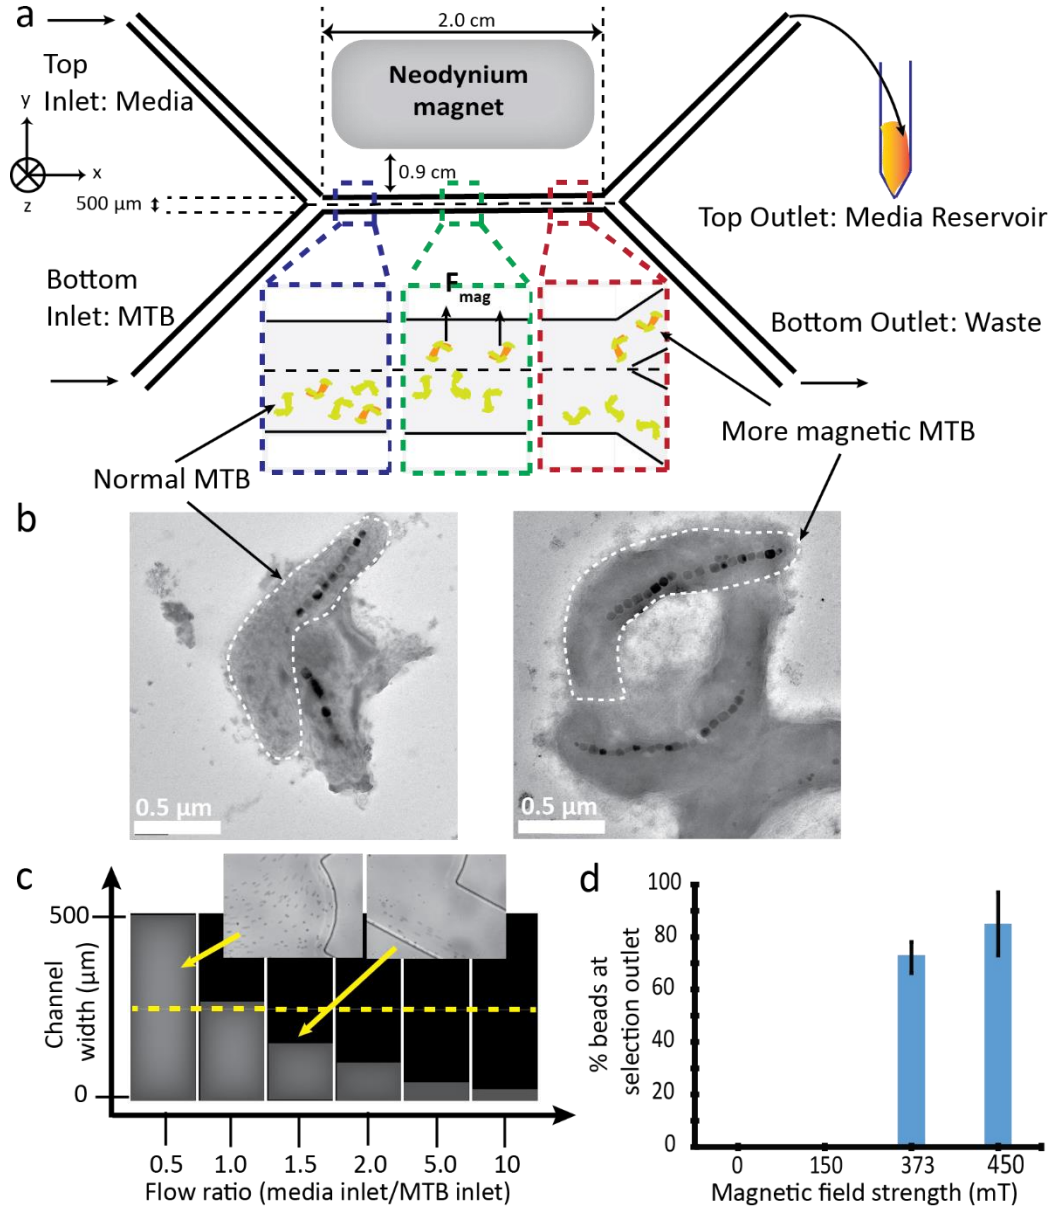 a
2.0 cm
Neodynium
magnet
Top
Inlet: Media
y
x
z
0.9 cm
500 µm
Top Outlet: Media Reservoir
Bottom
Inlet: MTB
F mag
Bottom Outlet: Waste
More magnetic MTB
Normal MTB
b
0.5 µm
0.5 µm
c
500
0
Channel
width (µm)
0.5 1.0 1.5 2.0 5.0 10
Flow ratio (media inlet/MTB inlet)
d
100
80
60
40
20
0
% beads at
selection outlet
0 150 373 450
Magnetic field strength (mT)